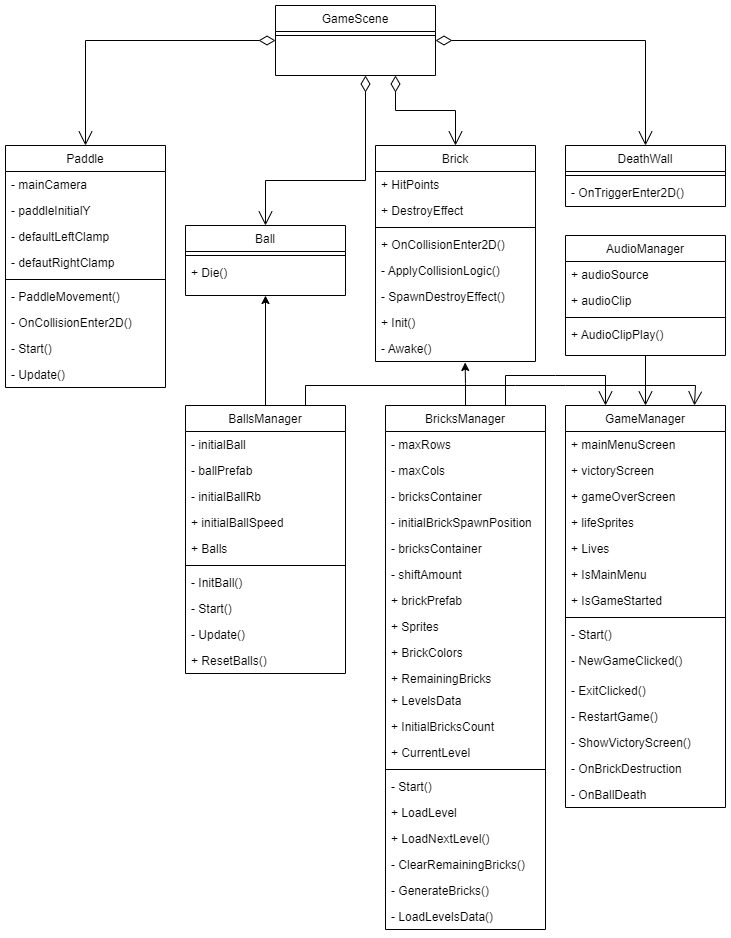 GameScene
Paddle
- mainCamera
- paddleInitialY
- defaultLeftClamp
- defautRightClamp
- PaddleMovement()
- OnCollisionEnter2D()
- Start()
- Update()
Ball
+ Die()
Brick
+ HitPoints
+ DestroyEffect
+ OnCollisionEnter2D()
- ApplyCollisionLogic()
- SpawnDestroyEffect()
+ Init()
- Awake()
DeathWall
- OnTriggerEnter2D()
AudioManager
+ audioSource
+ audioClip
+ AudioClipPlay()
BallsManager
- initialBall
- ballPrefab
- initialBallRb
+ initialBallSpeed
+ Balls
- InitBall()
- Start()
- Update()
+ ResetBalls()
BricksManager
- maxRows
- maxCols
- bricksContainer
- initialBrickSpawnPosition
- bricksContainer
- shiftAmount
+ brickPrefab
+ Sprites
+ BrickColors
+ RemainingBricks
+ LevelsData
+ InitialBricksCount
+ CurrentLevel
- Start()
+ LoadLevel
+ LoadNextLevel()
- ClearRemainingBricks()
- GenerateBricks()
- LoadLevelsData()
GameManager
+ mainMenuScreen
+ victoryScreen
+ gameOverScreen
+ lifeSprites
+ Lives
+ IsMainMenu
+ IsGameStarted
- Start()
- NewGameClicked()
- ExitClicked()
- RestartGame()
- ShowVictoryScreen()
- OnBrickDestruction
- OnBallDeath